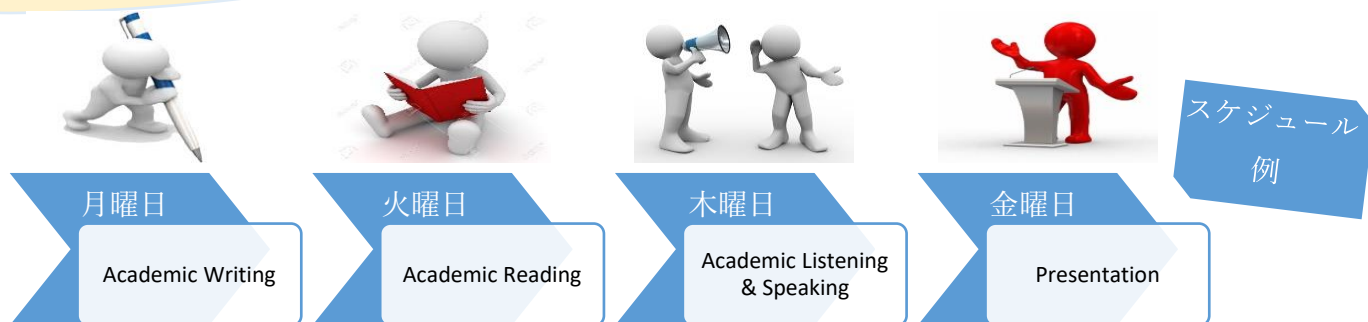 スケジュール
例
月曜日
Academic Writing
火曜日
Academic Reading
木曜日
Academic Listening
& Speaking
金曜日
Presentation